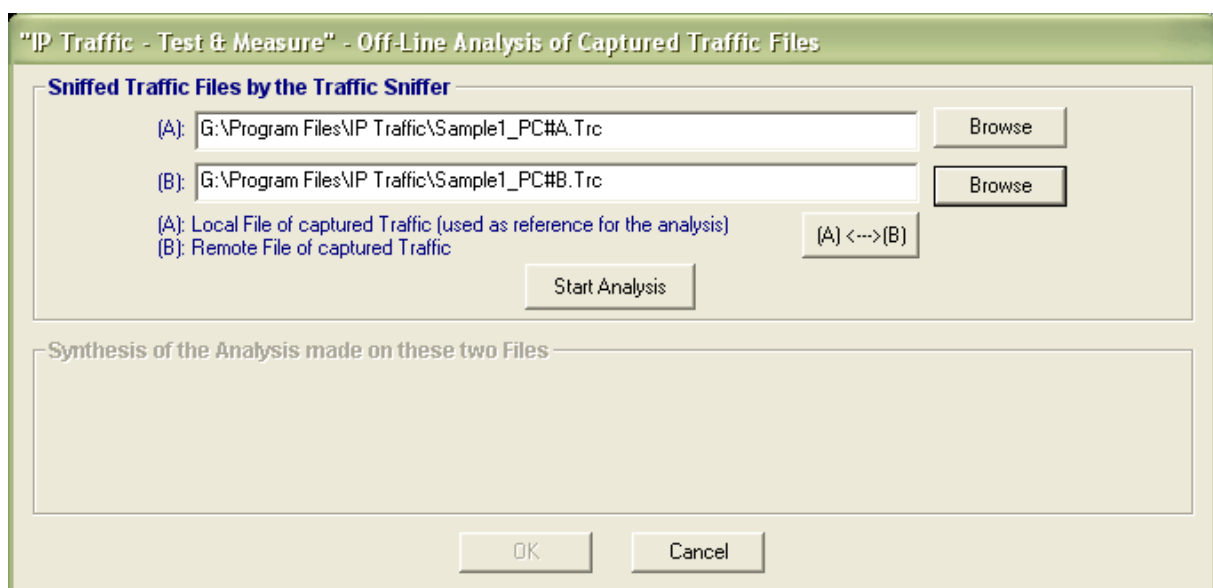 "IP Traffic - Test & Measure" - Off-Line Analysis of Captured Traffic Files
Sniffed Traffic Files by the Traffic Sniffer
(A): G:\Program Files\IP Traffic\Sample1_PC#A.Trc Browse
(B): G:\Program Files\IP Traffic\Sample1_PC#B.Trc Browse
(A): Local File of captured Traffic (used as reference for the analysis)
(B): Remote File of captured Traffic
(A) <--->(B)
Start Analysis
Synthesis of the Analysis made on these two Files
OK Cancel